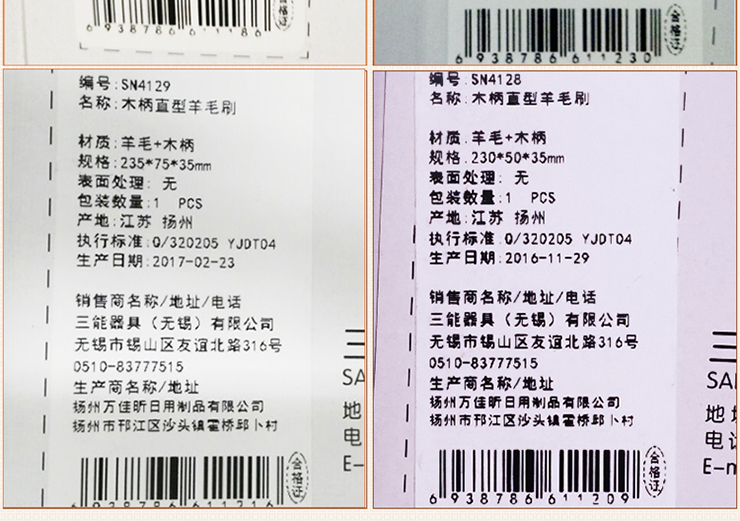 合格证
6 938786 611230
合格证
编号:SN4129
名称:木柄直型羊毛刷
材质:羊毛+木柄
规格:235*75*35mm
表面处理: 无
包装数量:1 PCS
产地:江苏 扬州
执行标准:Q/320205 YJDT04
生产日期:2017-02-23
销售商名称/地址/电话
三能器具（无锡）有限公司
无锡市锡山区友谊北路316号
0510-83777515
生产商名称/地址
扬州万佳昕日用制品有限公司
扬州市邗江区沙头镇霍桥邱卜村
合格证
6 938786 611216
三
SA
地
电
E-
编号:SN4128
名称:木柄直型羊毛刷
材质:羊毛+木柄
规格:230*50*35mm
表面处理: 无
包装数量:1 PCS
产地:江苏 扬州
执行标准:Q/320205 YJDT04
生产日期:2016-11-29
销售商名称/地址/电话
三能器具（无锡）有限公司
无锡市锡山区友谊北路316号
0510-83777515
生产商名称/地址
扬州万佳昕日用制品有限公司
扬州市邗江区沙头镇霍桥邱卜村
合格证
6 938786 611209
三
SA
地
电
E-m